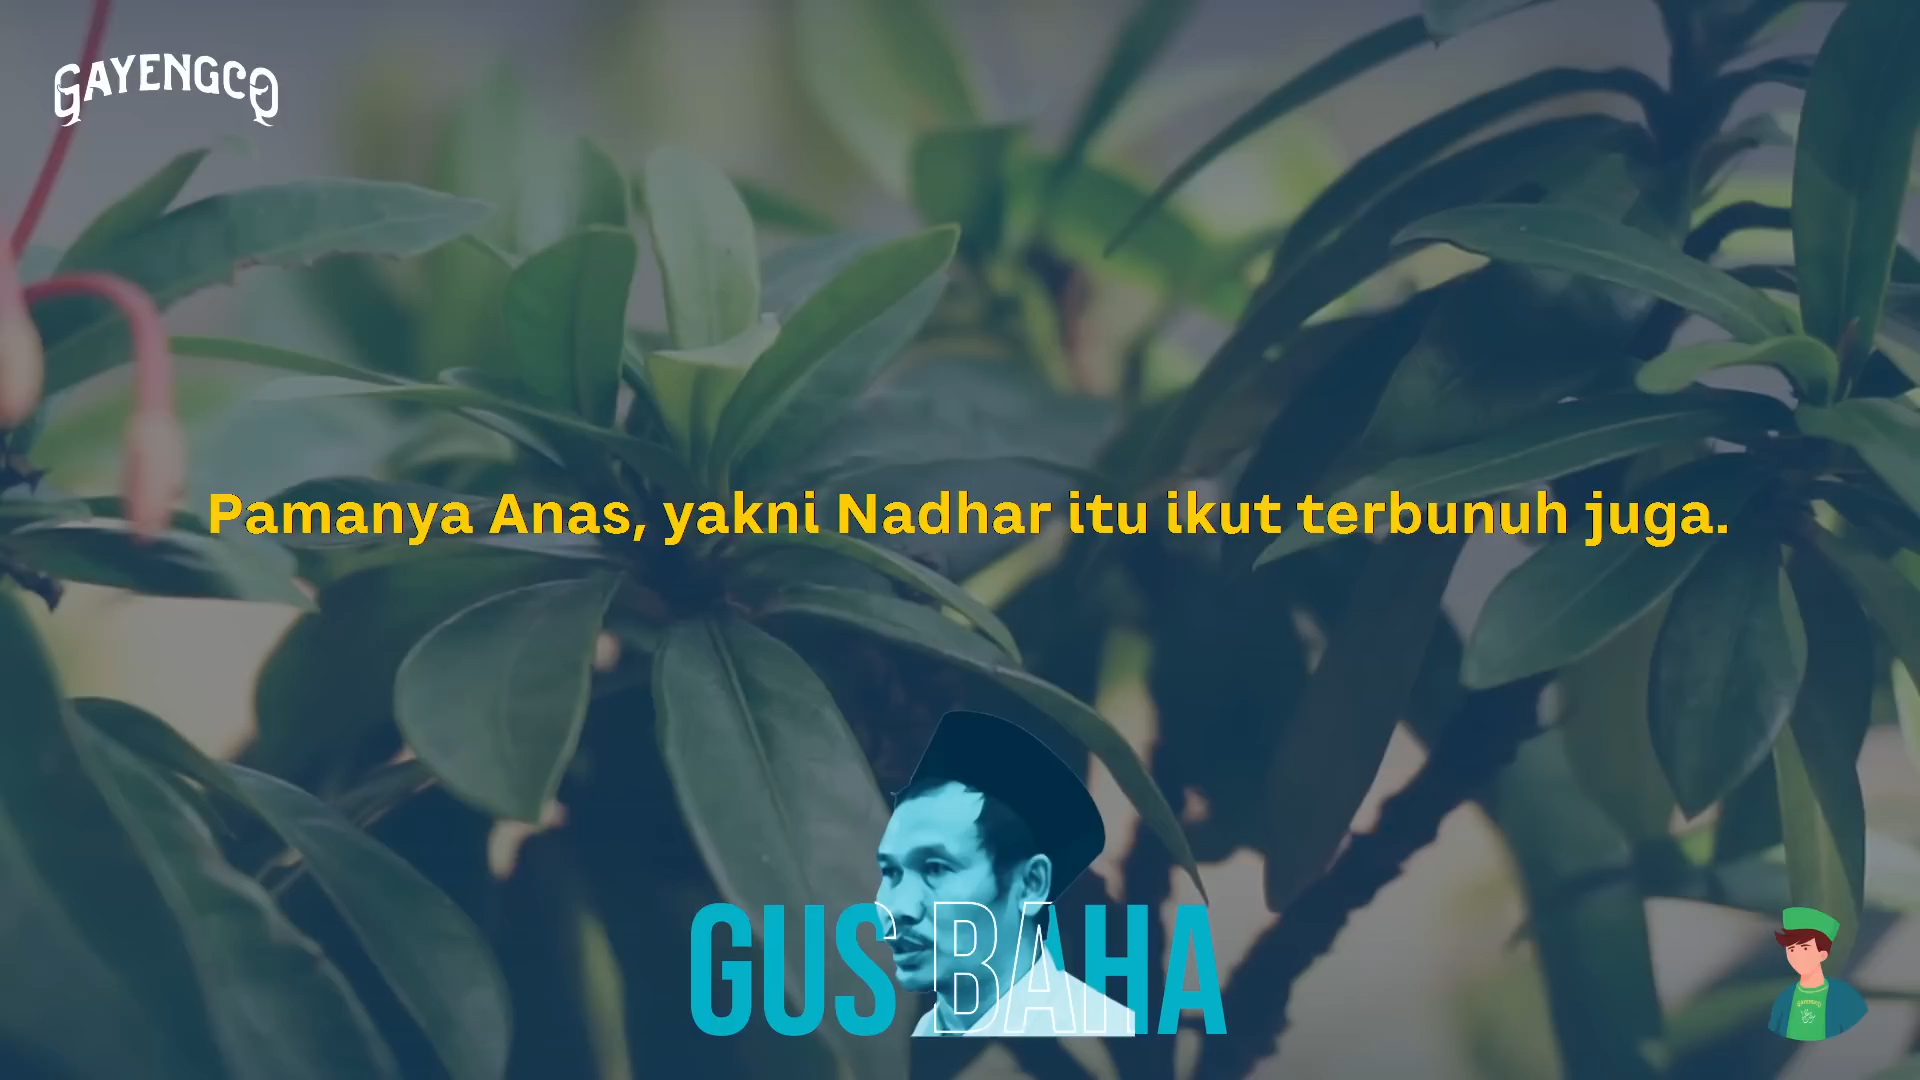 GAYENGCO
Pamanya Anas, yakni Nadhar itu ikut terbunuh juga.
GUS BAHA